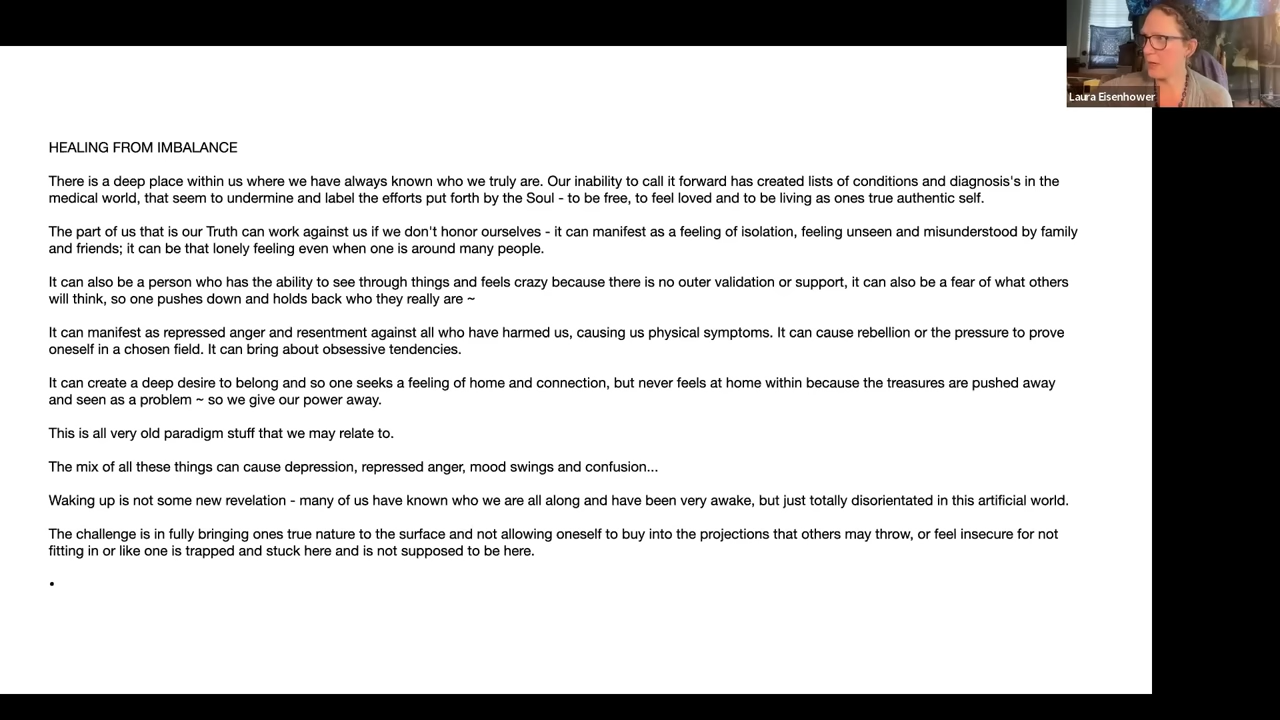 Laura Eisenhower
HEALING FROM IMBALANCE
There is a deep place within us where we have always known who we truly are. Our inability to call it forward has created lists of conditions and diagnosis's in the
medical world, that seem to undermine and label the efforts put forth by the Soul - to be free, to feel loved and to be living as ones true authentic self.
The part of us that is our Truth can work against us if we don't honor ourselves - it can manifest as a feeling of isolation, feeling unseen and misunderstood by family
and friends; it can be that lonely feeling even when one is around many people.
It can also be a person who has the ability to see through things and feels crazy because there is no outer validation or support, it can also be a fear of what others
will think, so one pushes down and holds back who they really are ~
It can manifest as repressed anger and resentment against all who have harmed us, causing us physical symptoms. It can cause rebellion or the pressure to prove
oneself in a chosen field. It can bring about obsessive tendencies.
It can create a deep desire to belong and so one seeks a feeling of home and connection, but never feels at home within because the treasures are pushed away
and seen as a problem ~ so we give our power away.
This is all very old paradigm stuff that we may relate to.
The mix of all these things can cause depression, repressed anger, mood swings and confusion...
Waking up is not some new revelation - many of us have known who we are all along and have been very awake, but just totally disorientated in this artificial world.
The challenge is in fully bringing ones true nature to the surface and not allowing oneself to buy into the projections that others may throw, or feel insecure for not
fitting in or like one is trapped and stuck here and is not supposed to be here.
•